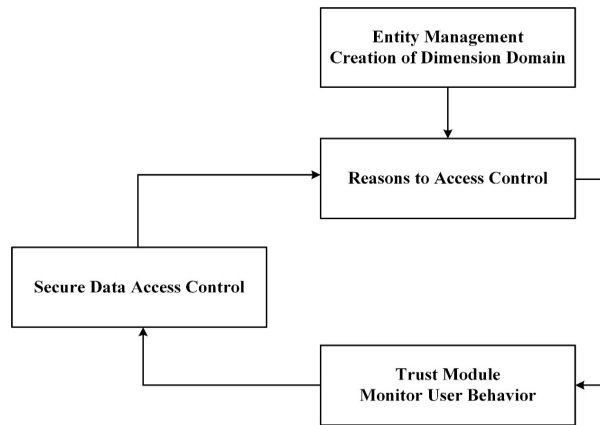 Entity Management
Creation of Dimension Domain
Reasons to Access Control
Secure Data Access Control
Trust Module
Monitor User Behavior